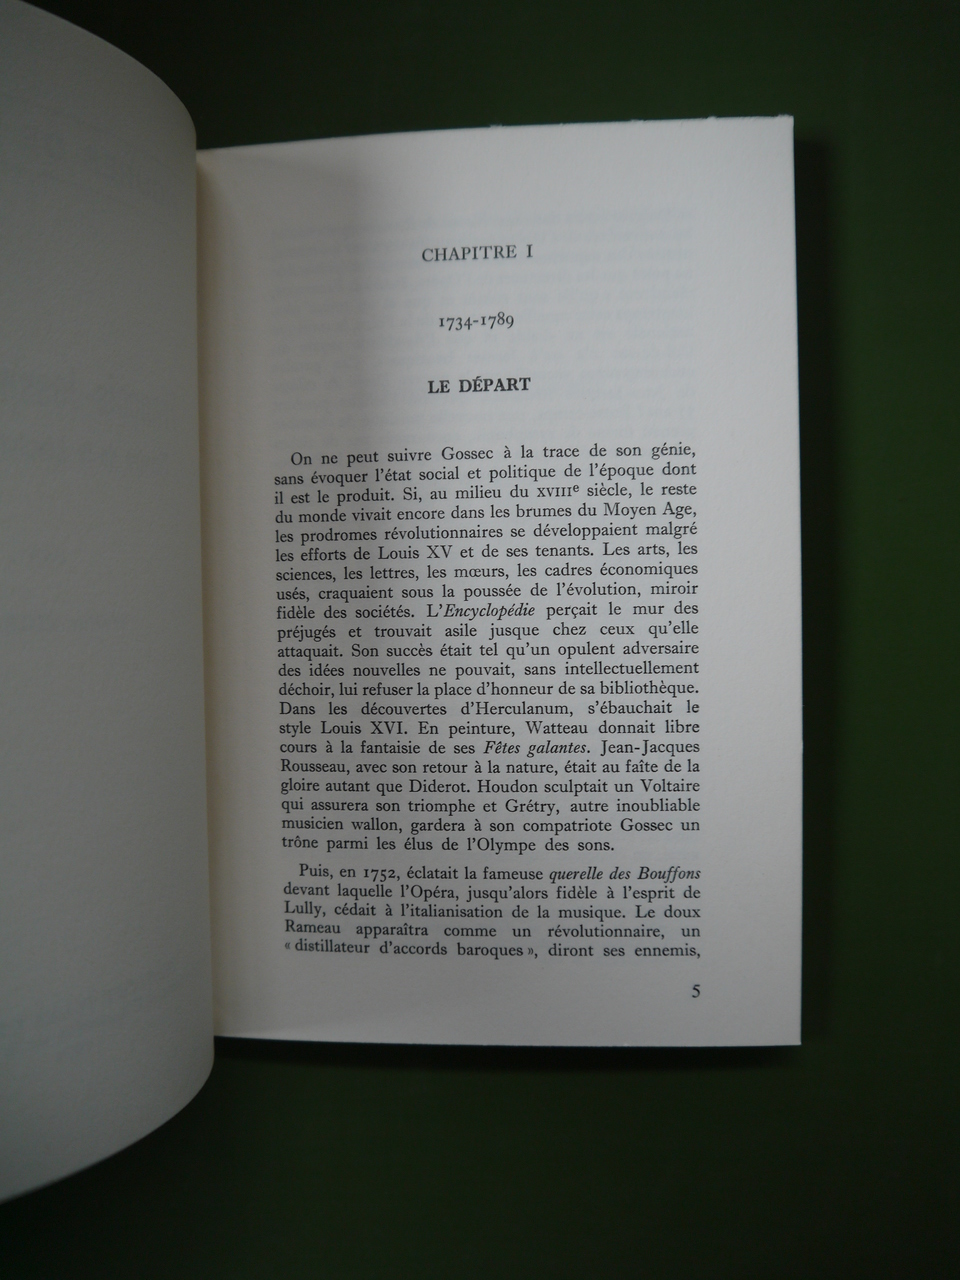 CHAPITRE I
1734-1789
LE DÉPART
On ne peut suivre Gossec à la trace de son génie,
sans évoquer l'état social et politique de l'époque dont
il est le produit. Si, au milieu du XVIIIe siècle, le reste
du monde vivait encore dans les brumes du Moyen Age,
les prodromes révolutionnaires se développaient malgré
les efforts de Louis XV et de ses tenants. Les arts, les
sciences, les lettres, les mœurs, les cadres économiques
usés, craquaient sous la poussée de l'évolution, miroir
fidèle des sociétés. L'Encyclopédie perçait le mur des
préjugés et trouvait asile jusque chez ceux qu'elle
attaquait. Son succès était tel qu'un opulent adversaire
des idées nouvelles ne pouvait, sans intellectuellement
déchoir, lui refuser la place d'honneur de sa bibliothèque.
Dans les découvertes d'Herculanum, s'ébauchait le
style Louis XVI. En peinture, Watteau donnait libre
cours à la fantaisie de ses Fêtes galantes. Jean-Jacques
Rousseau, avec son retour à la nature, était au faîte de la
gloire autant que Diderot. Houdon sculptait un Voltaire
qui assurera son triomphe et Grétry, autre inoubliable
musicien wallon, gardera à son compatriote Gossec un
trône parmi les élus de l'Olympe des sons.
Puis, en 1752, éclatait la fameuse querelle des Bouffons
devant laquelle l'Opéra, jusqu'alors fidèle à l'esprit de
Lully, cédait à l'italianisation de la musique. Le doux
Rameau apparaîtra comme un révolutionnaire, un
« distillateur d'accords baroques », diront ses ennemis,
5